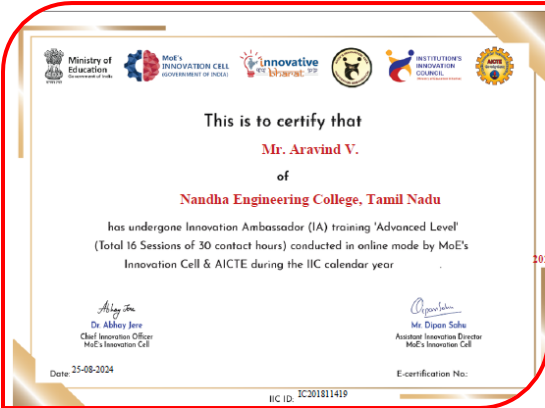 Ministry of
Education
Government of India
MoE's
INNOVATION CELL
(GOVERNMENT OF INDIA)
innovative
bharat
INSTITUTION'S
INNOVATION
COUNCIL
AICTE
This is to certify that
Mr. Aravind V.
of
Nandha Engineering College, Tamil Nadu
has undergone Innovation Ambassador (IA) training 'Advanced Level'
(Total 16 Sessions of 30 contact hours) conducted in online mode by MoE's
Innovation Cell & AICTE during the IIC calendar year .
201
Dr. Abhay Jere
Chief Innovation Officer
MoE's Innovation Cell
Mr. Dipan Sahu
Assistant Innovation Director
MoE's Innovation Cell
Date: 25-08-2024
E-certification No.:
IIC ID: IC201811419